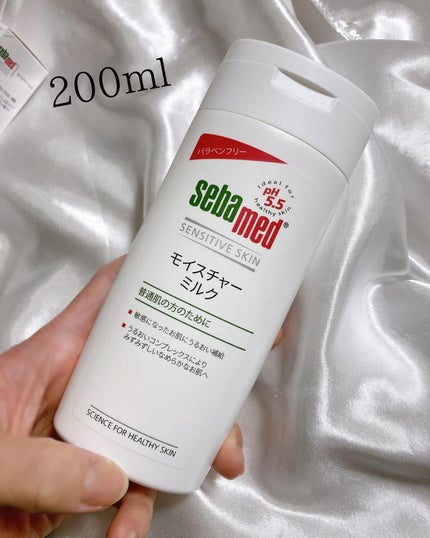 200ml
パラベンフリー
sebamed®
ideal for
pH
5.5
healthy skin
SENSITIVE SKIN
モイスチャー
ミルク
普通肌の方のために
敏感になったお肌にうるおい補給
うるおいコンプレックスにより
みずみずしいなめらかなお肌へ
SCIENCE FOR HEALTHY SKIN